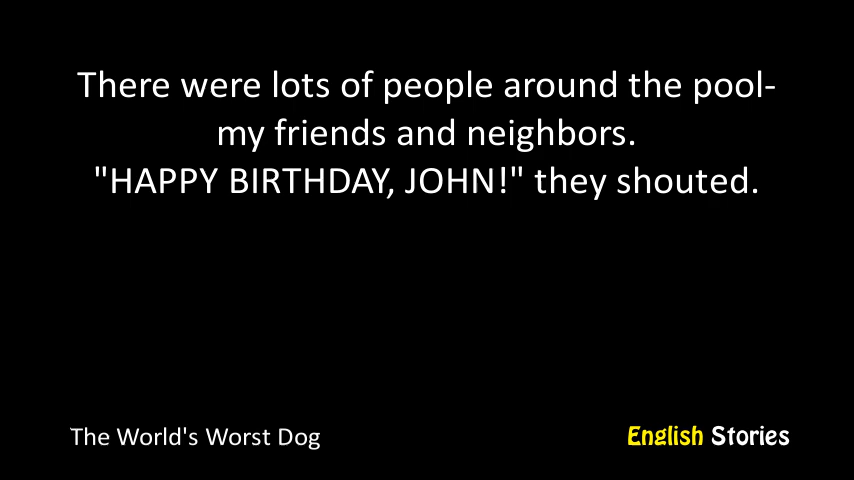 There were lots of people around the pool-
my friends and neighbors.
"HAPPY BIRTHDAY, JOHN!" they shouted.
The World's Worst Dog
English Stories